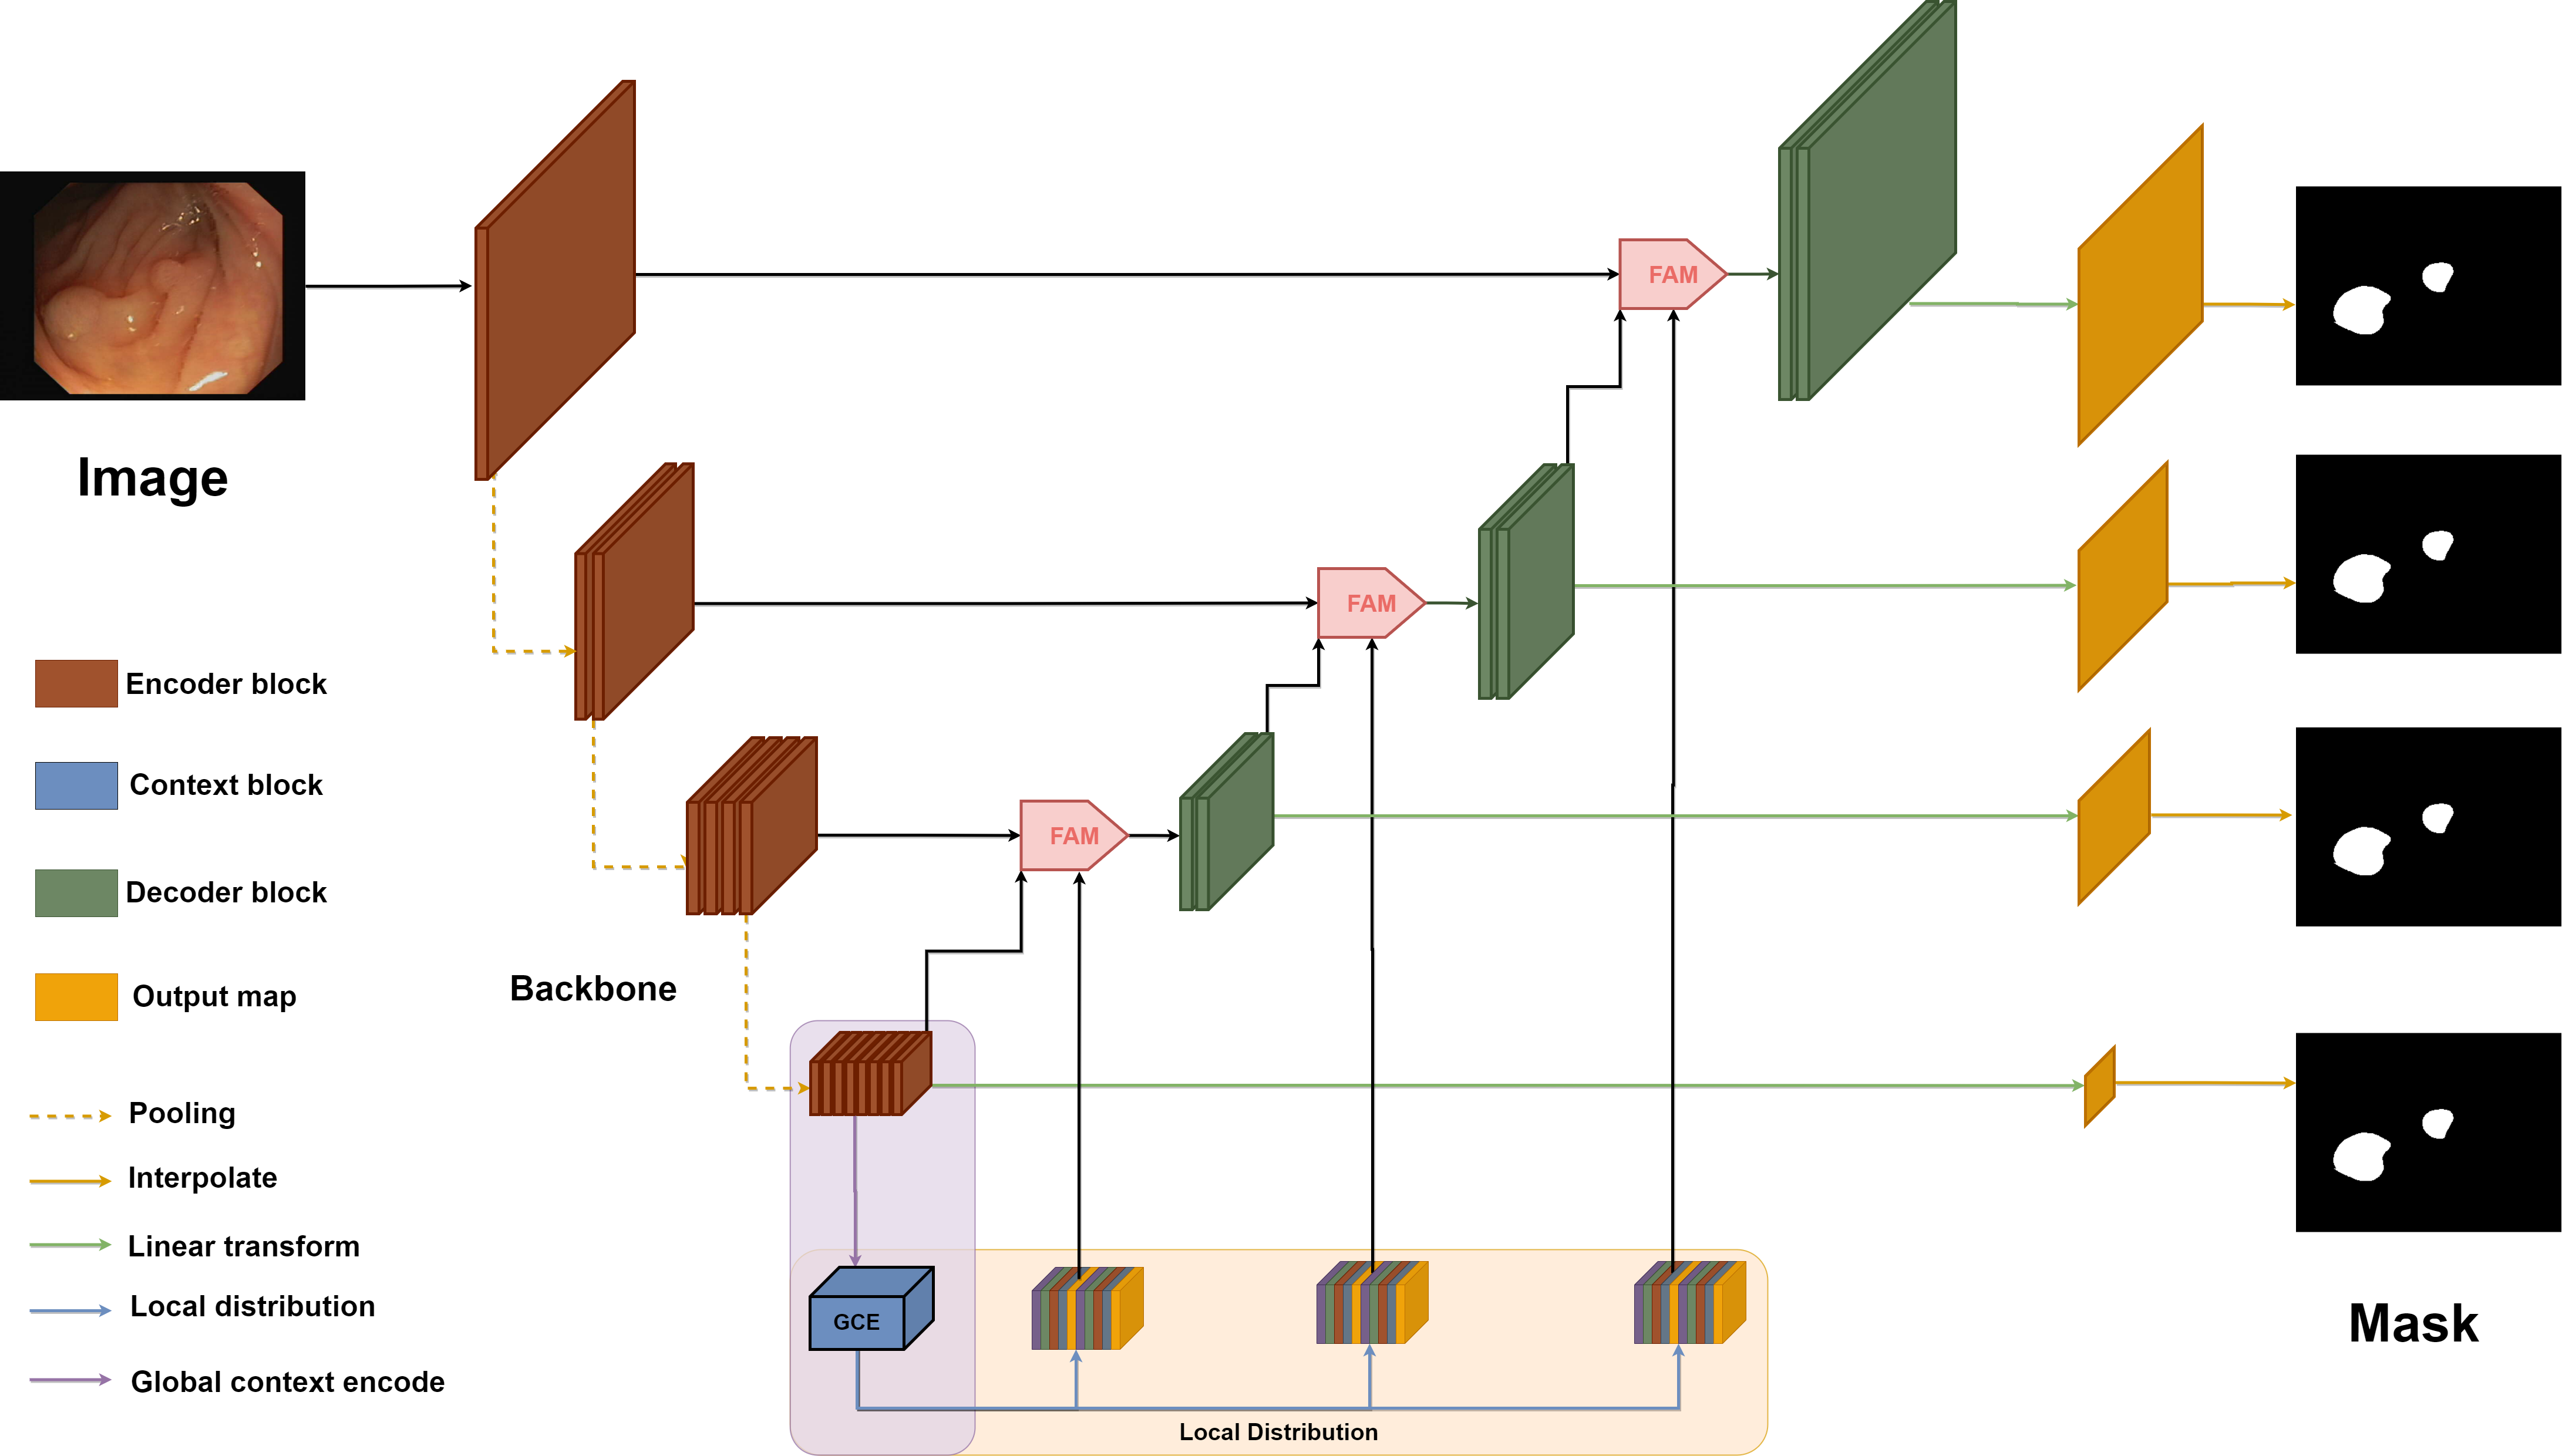 FAM
Image
FAM
Encoder block
Context block
FAM
Decoder block
Backbone
Output map
Pooling
Interpolate
Linear transform
Local distribution
GCE
Mask
Global context encode
Local Distribution